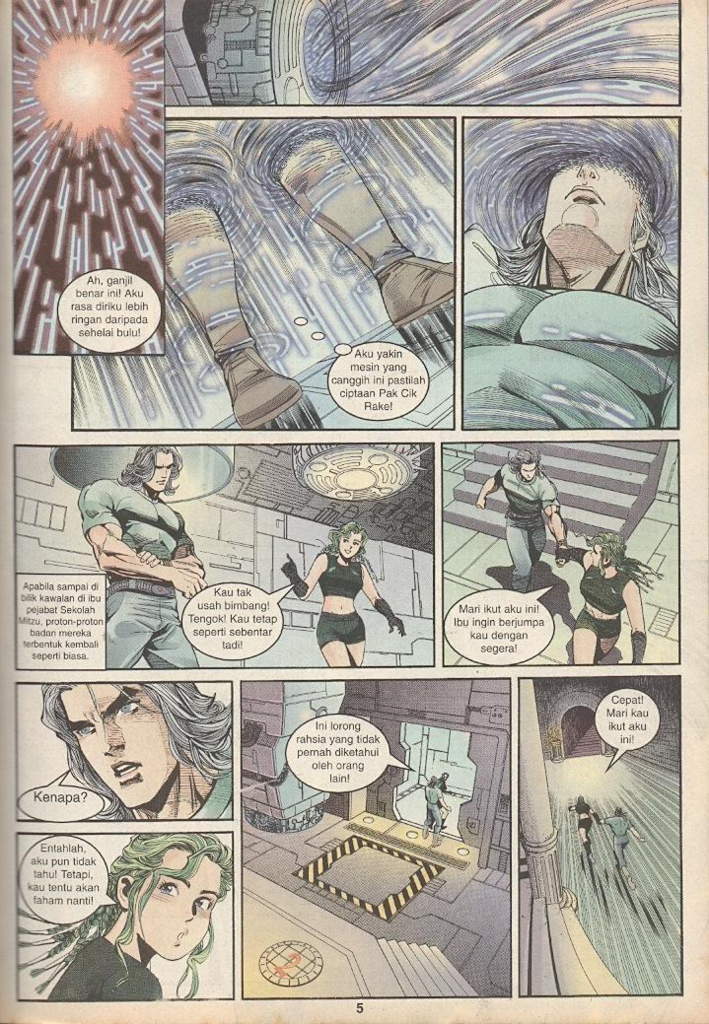 Ah, ganjil
benar ini! Aku
rasa diriku lebih
ringan daripada
sehelai bulu!
Aku yakin
mesin yang
canggih ini pastilah
ciptaan Pak Cik
Rake!
Apabila sampai di
bilik kawalan di ibu
pejabat Sekolah
Mitzu, proton-proton
badan mereka
terbentuk kembali
seperti biasa.
Kau tak
usah bimbang!
Tengok! Kau tetap
seperti sebentar
tadi!
Mari ikut aku ini!
Ibu ingin berjumpa
kau dengan
segera!
Kenapa?
Entahlah,
aku pun tidak
tahu! Tetapi,
kau tentu akan
faham nanti!
Ini lorong
rahsia yang tidak
pernah diketahui
oleh orang
lain!
Cepat!
Mari kau
ikut aku
ini!
5